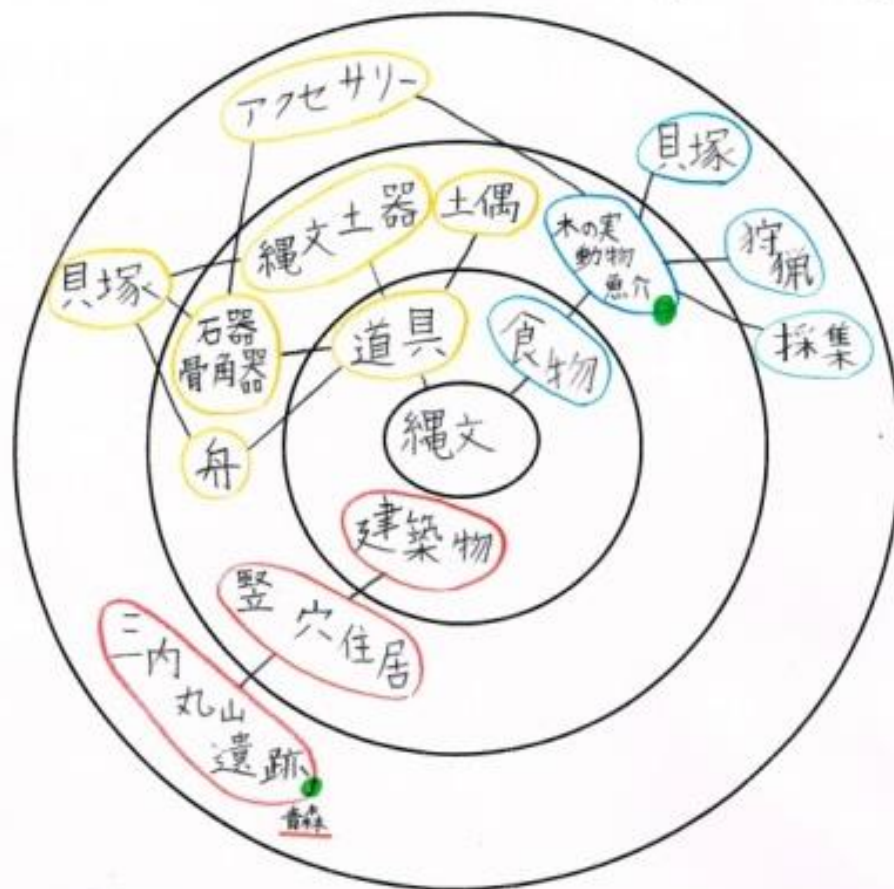 アクセサリー
貝塚
縄文土器
土偶
木の実
動物
魚介
狩
猟
貝塚
石器
骨角器
道具
食物
採集
舟
縄文
建築物
竪穴住居
三内
丸山
遺跡
青森